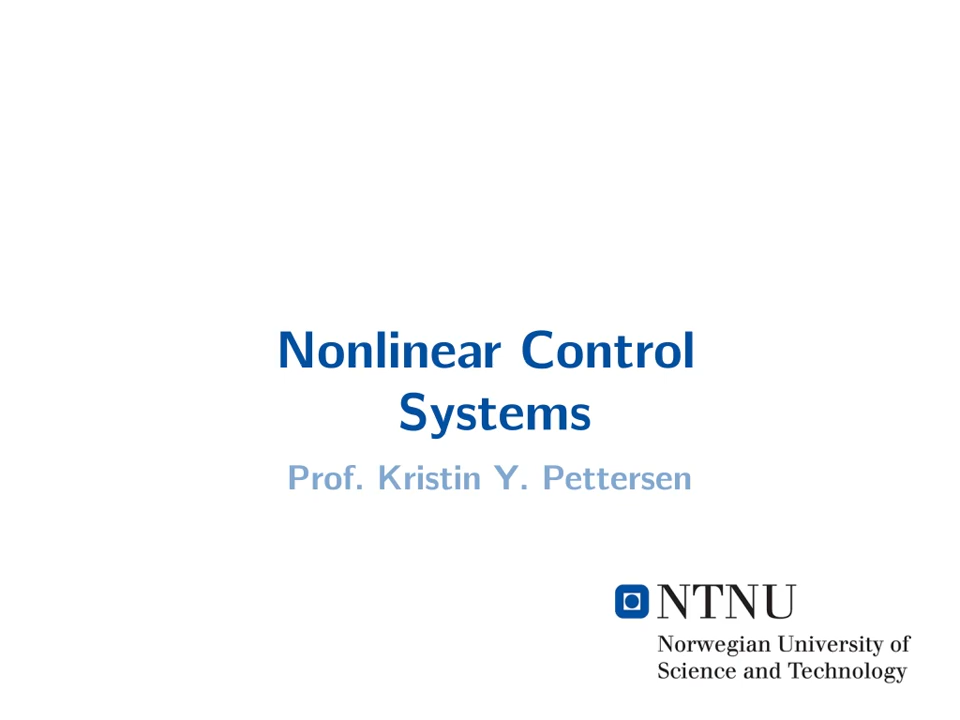 Nonlinear Control
Systems
Prof. Kristin Y. Pettersen
NTNU
Norwegian University of
Science and Technology